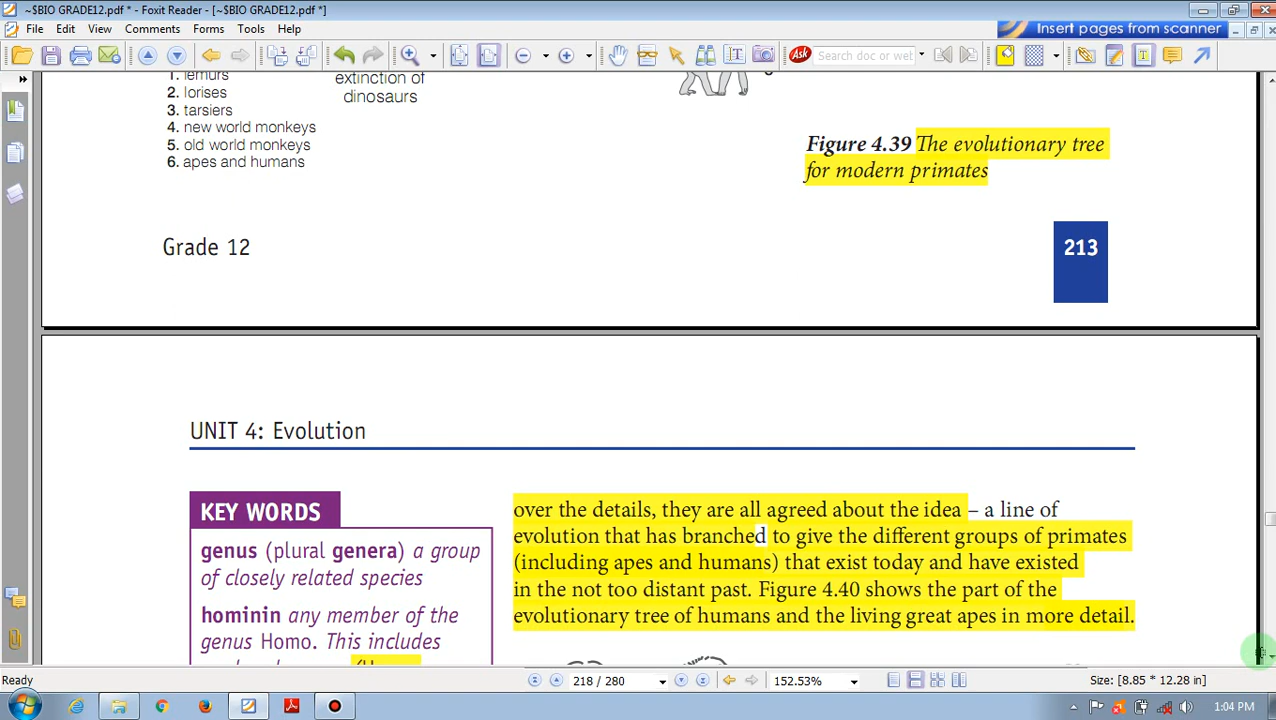 ~$BIO GRADE12.pdf * - Foxit Reader - [~$BIO GRADE12.pdf *]
File Edit View Comments Forms Tools Help
Insert pages from scanner
Ask Search doc or wel
1. lemurs
2. lorises
3. tarsiers
4. new world monkeys
5. old world monkeys
6. apes and humans
extinction of
dinosaurs
Figure 4.39 The evolutionary tree
for modern primates
Grade 12
213
UNIT 4: Evolution
KEY WORDS
genus (plural genera) a group
of closely related species
hominin any member of the
genus Homo. This includes
over the details, they are all agreed about the idea – a line of
evolution that has branched to give the different groups of primates
(including apes and humans) that exist today and have existed
in the not too distant past. Figure 4.40 shows the part of the
evolutionary tree of humans and the living great apes in more detail.
Ready
218 / 280
152.53%
Size: [8.85 * 12.28 in]
1:04 PM